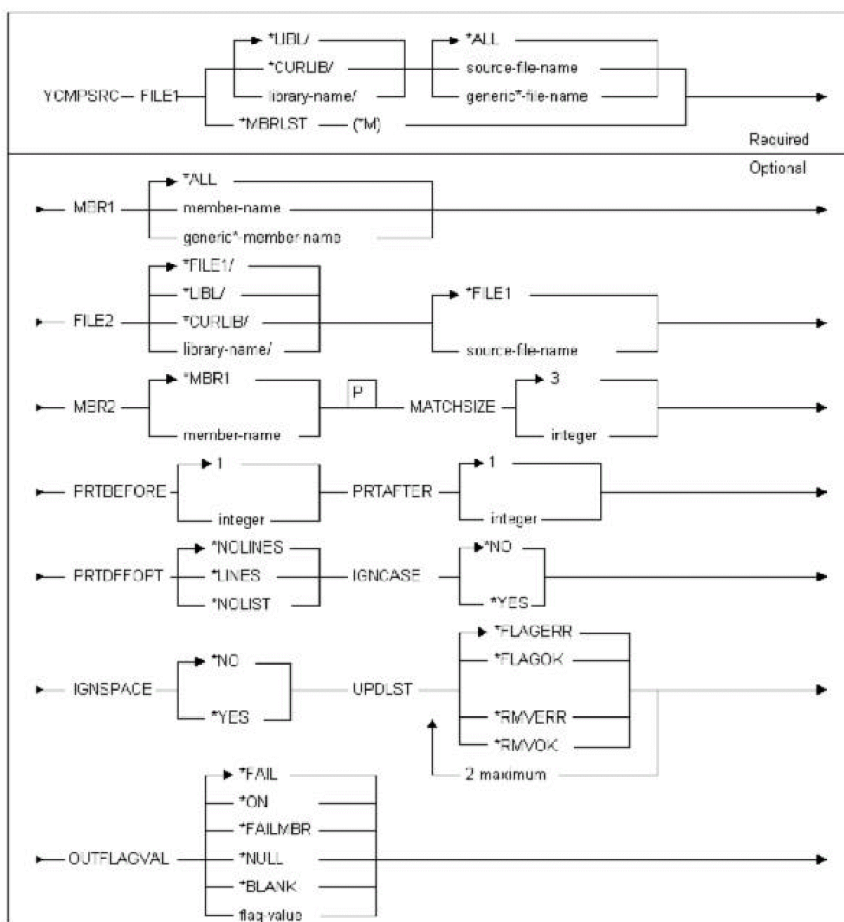 *LIBL/ *ALL
*CURLIB/ source-file-name
YCMPSRC FILE1 library-name/ generic*-file-name
*MBRLST (*M)
Required
Optional
*ALL
MBR1 member-name
generic*-member-name
*FILE1/
*LIBL/ *FILE1
FILE2 *CURLIB/
library-name/ source-file-name
*MBR1 3
MBR2 P MATCHSIZE
member-name integer
1 1
PRTBEFORE PRTAFTER
integer integer
*NOLINES *NO
PRTDFFOPT *LINES IGNCASE
*NOLIST *YES
*FLAGERR
*NO *FLAGOK
IGNSPACE UPDLST
*YES *RMVERR
*RMVOK
2 maximum
*FAIL
*ON
*FAILMBR
OUTFLAGVAL *NULL
*BLANK
flag-value